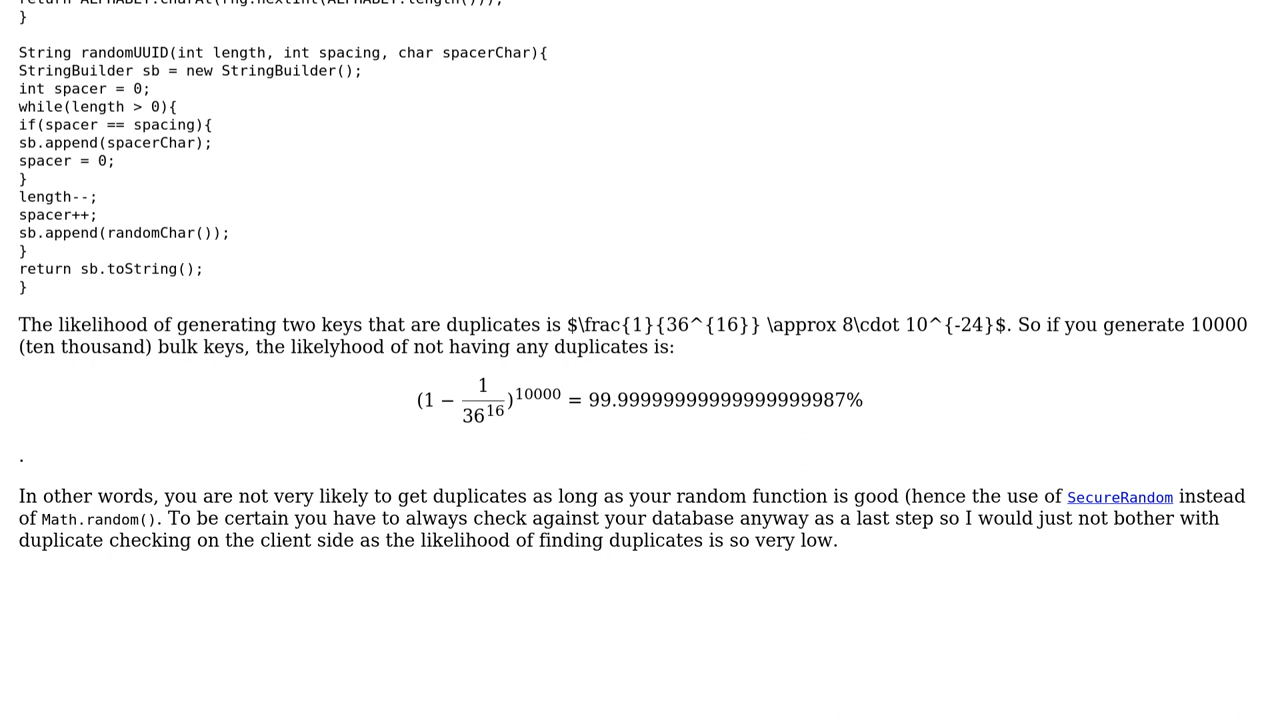 return ALPHABET.charAt(rng.nextInt(ALPHABET.length()));
}
String randomUUID(int length, int spacing, char spacerChar){
StringBuilder sb = new StringBuilder();
int spacer = 0;
while(length > 0){
if(spacer == spacing){
sb.append(spacerChar);
spacer = 0;
}
length--;
spacer++;
sb.append(randomChar());
}
return sb.toString();
}
The likelihood of generating two keys that are duplicates is $\frac{1}{36^{16}} \approx 8\cdot 10^{-24}$. So if you generate 10000
(ten thousand) bulk keys, the likelyhood of not having any duplicates is:
(1 − 1/36^16)^10000 = 99.99999999999999999987%
.
In other words, you are not very likely to get duplicates as long as your random function is good (hence the use of SecureRandom instead
of Math.random(). To be certain you have to always check against your database anyway as a last step so I would just not bother with
duplicate checking on the client side as the likelihood of finding duplicates is so very low.